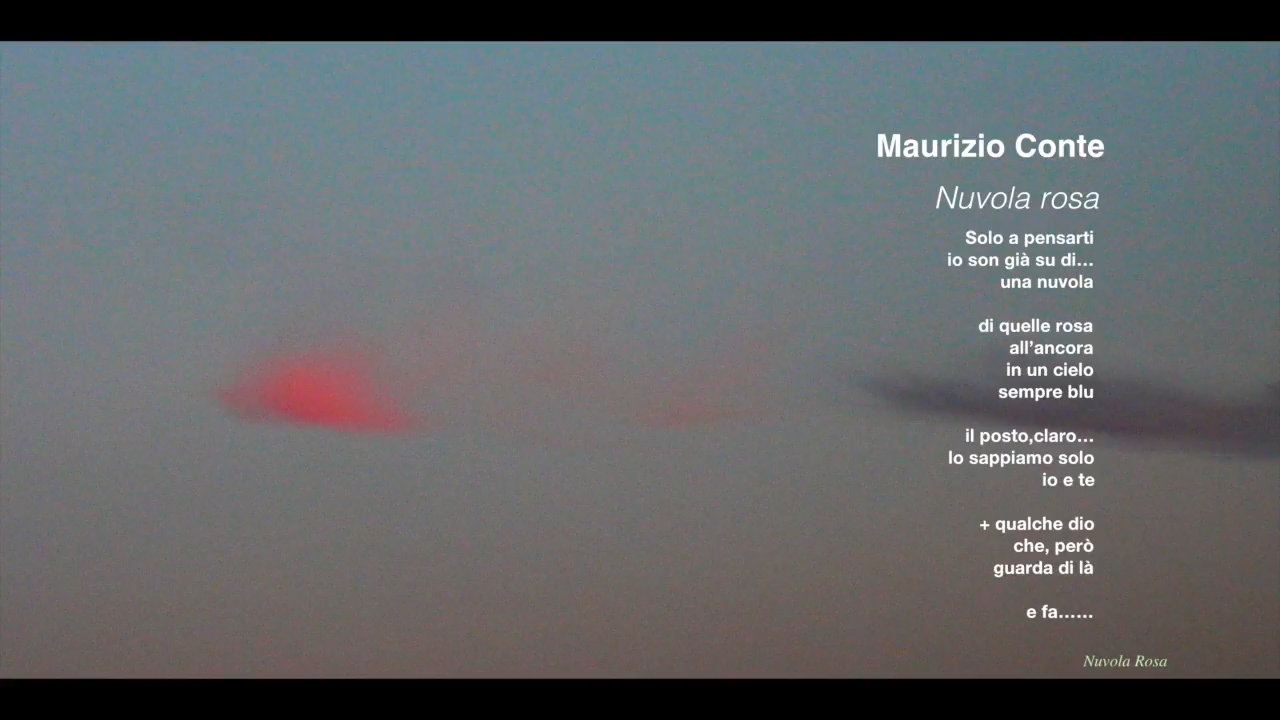 Maurizio Conte
Nuvola rosa
Solo a pensarti
io son già su di...
una nuvola
di quelle rosa
all’ancora
in un cielo
sempre blu
il posto,claro...
lo sappiamo solo
io e te
+ qualche dio
che, però
guarda di là
e fa......
Nuvola Rosa